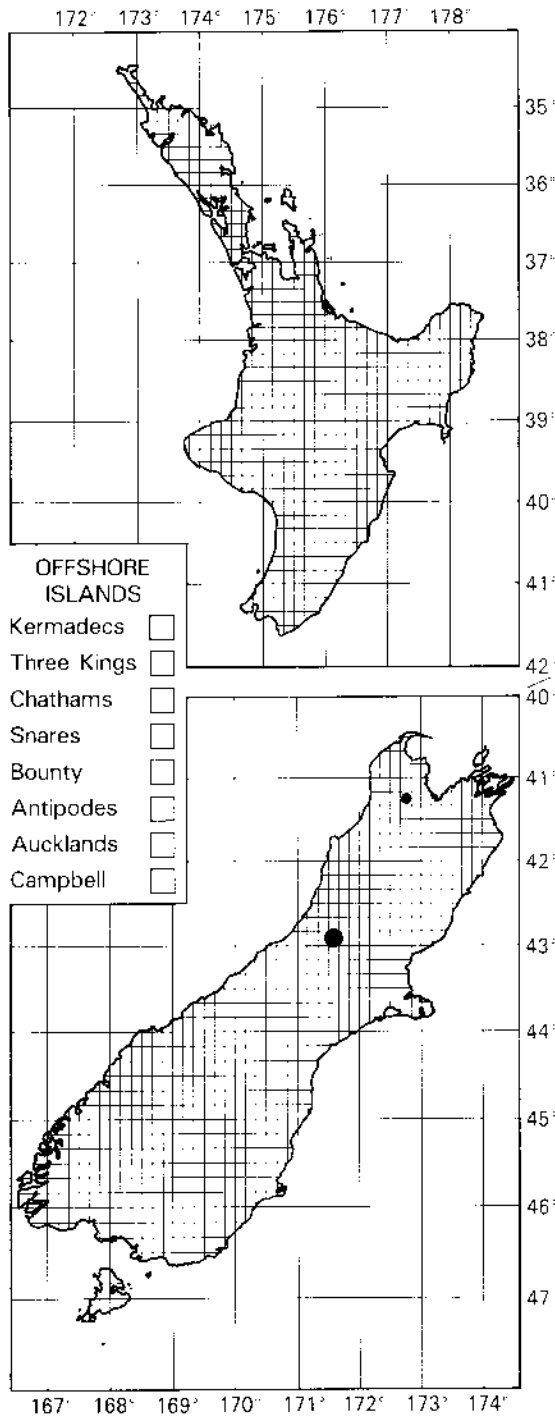 172° 173° 174° 175° 176° 177° 178°
35°
36°
37°
38°
39°
40°
41°
42°
OFFSHORE
ISLANDS
Kermadecs
Three Kings
Chathams
Snares
Bounty
Antipodes
Aucklands
Campbell
40°
41°
42°
43°
44°
45°
46°
47°
167° 168° 169° 170° 171° 172° 173° 174°